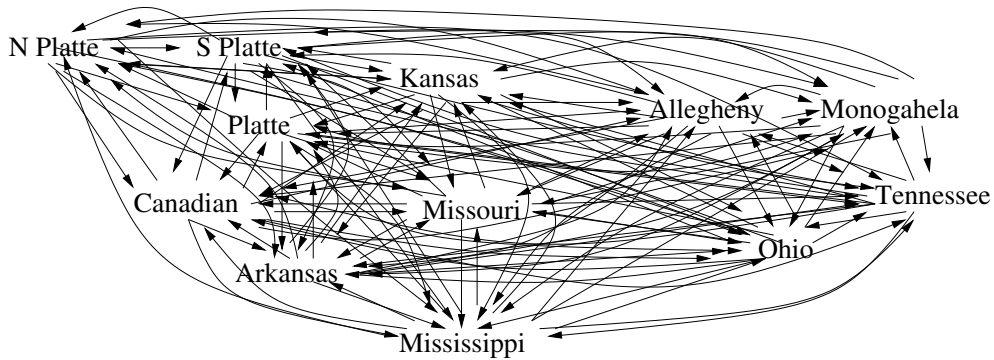 N Platte
S Platte
Kansas
Allegheny
Monogahela
Platte
Canadian
Missouri
Tennessee
Ohio
Arkansas
Mississippi